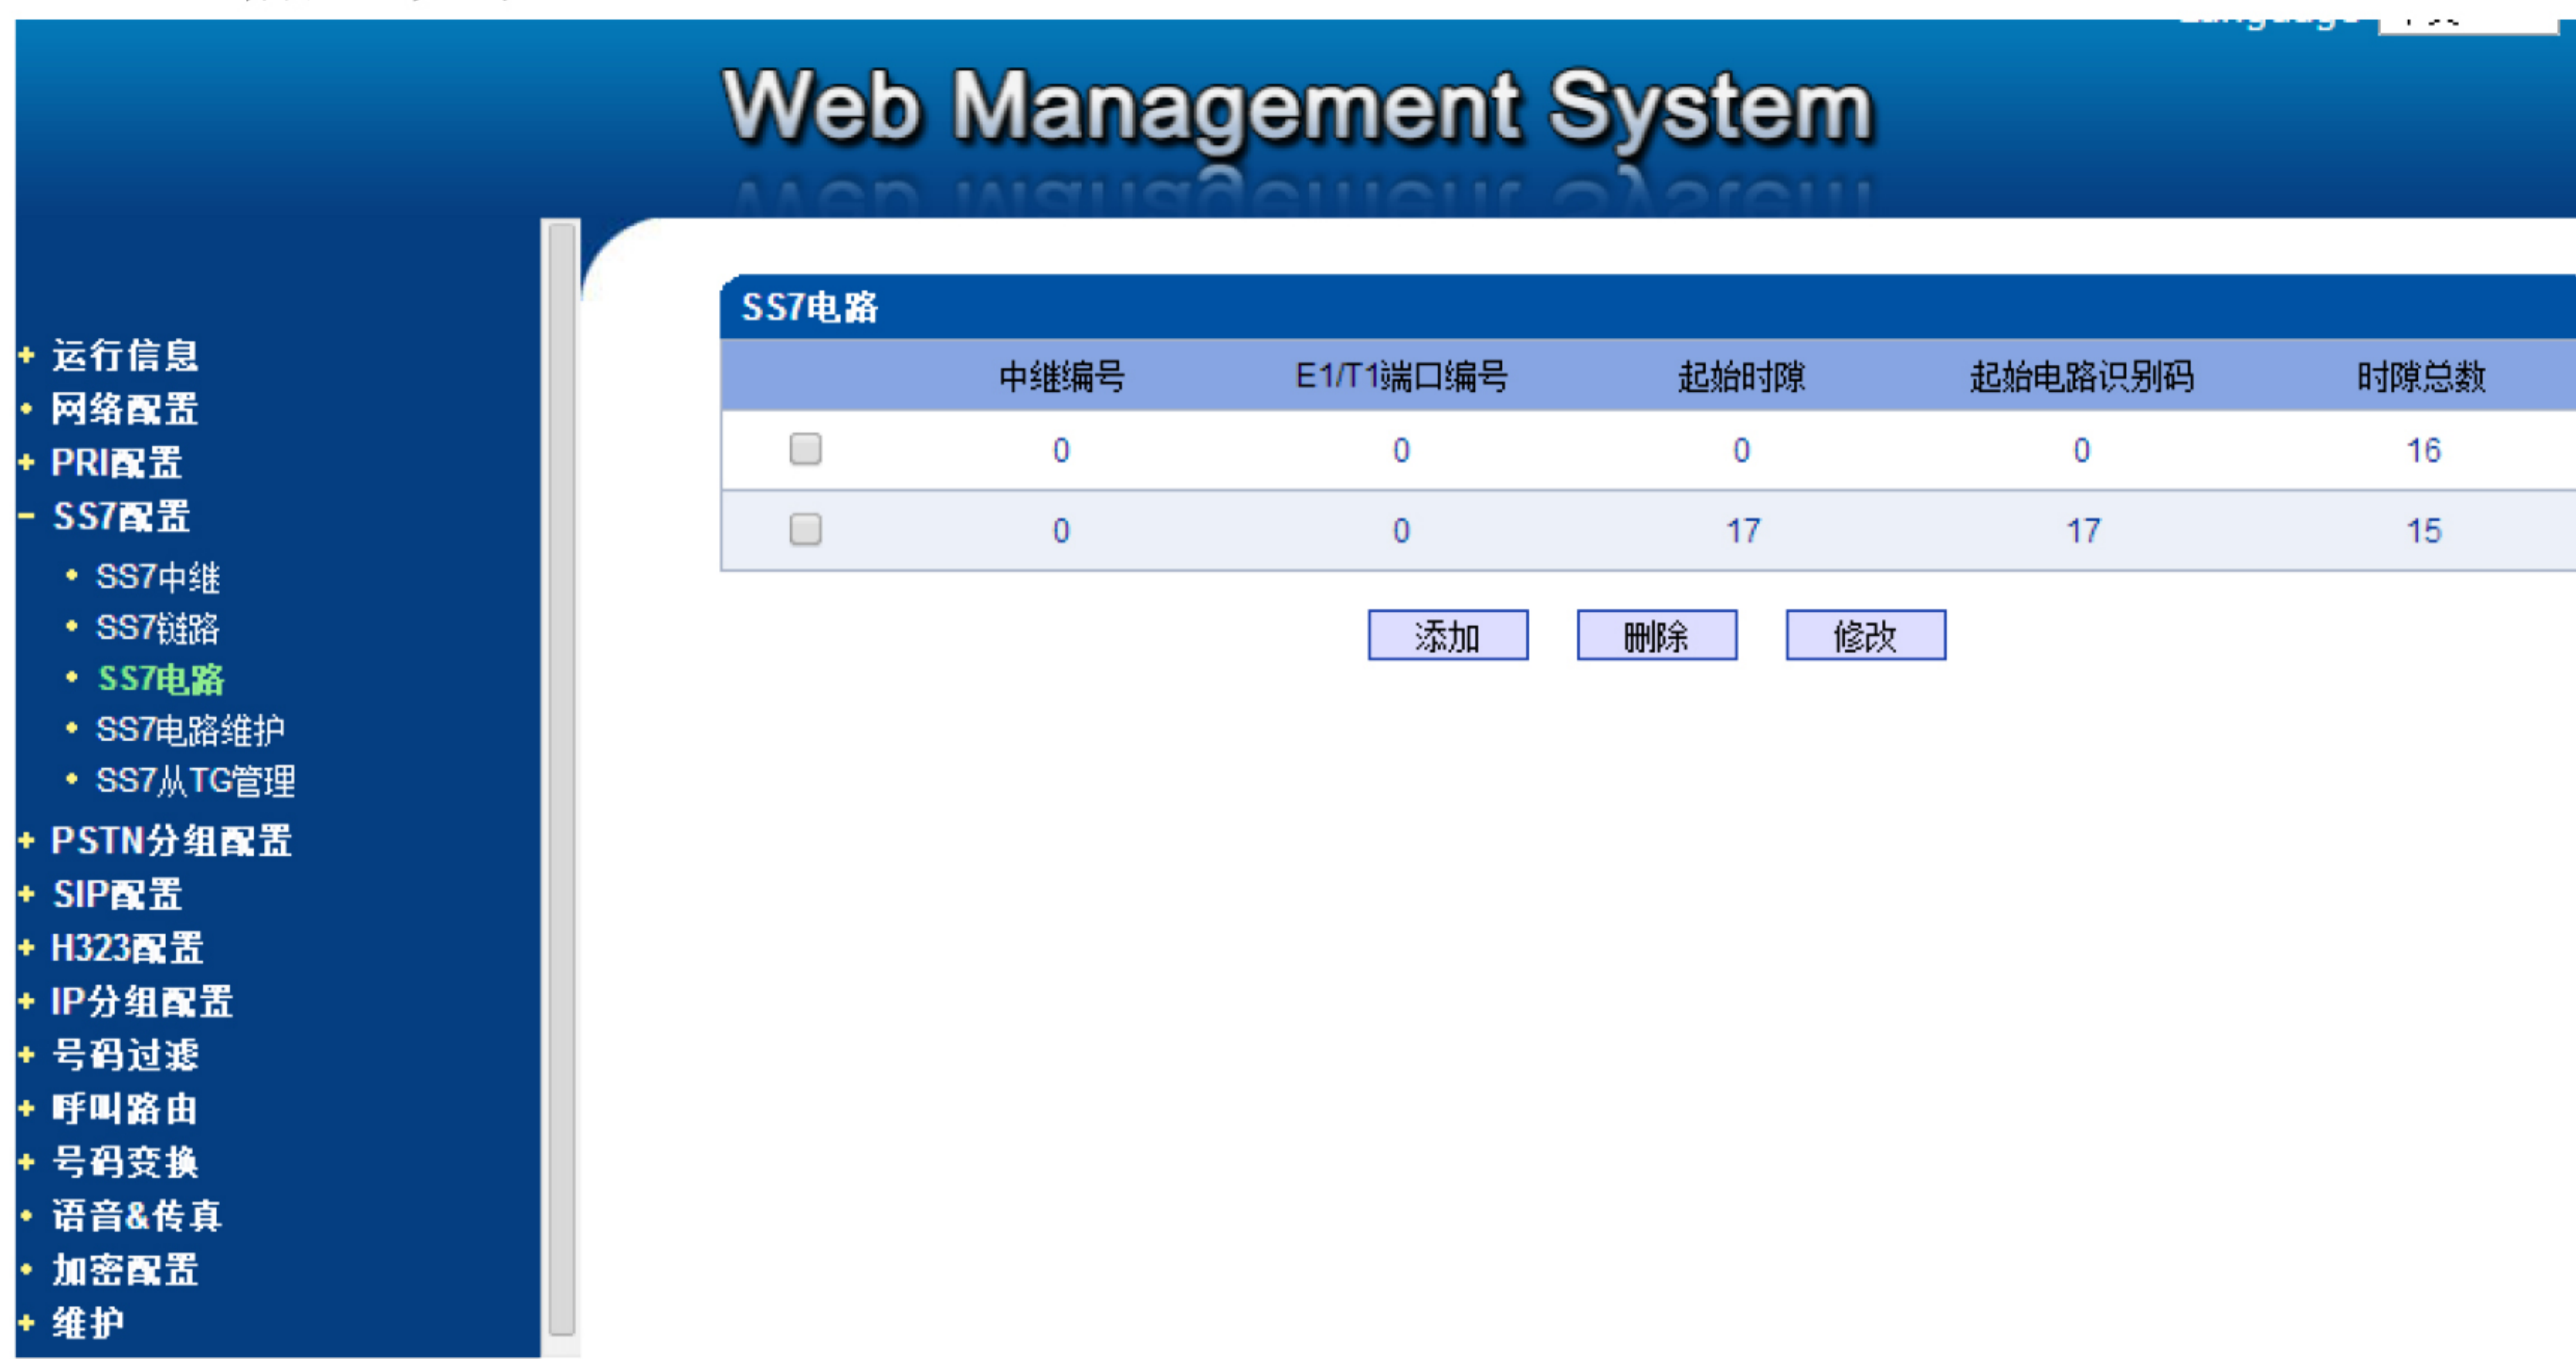 Web Management System
SS7电路
中继编号 E1/T1端口编号 起始时隙 起始电路识别码 时隙总数
0 0 0 0 16
0 0 17 17 15
添加 删除 修改
+ 运行信息
• 网络配置
+ PRI配置
- SS7配置
• SS7中继
• SS7链路
• SS7电路
• SS7电路维护
• SS7从TG管理
+ PSTN分组配置
+ SIP配置
+ H323配置
+ IP分组配置
+ 号码过滤
+ 呼叫路由
+ 号码变换
• 语音&传真
• 加密配置
+ 维护